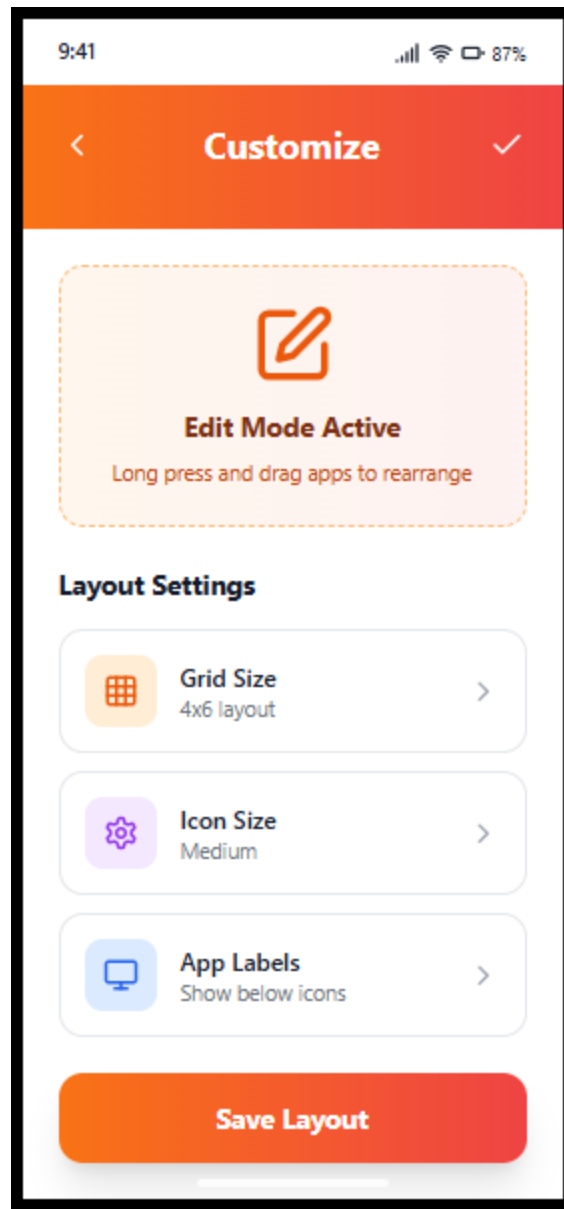 9:41
87%
Customize
Edit Mode Active
Long press and drag apps to rearrange
Layout Settings
Grid Size
4x6 layout
Icon Size
Medium
App Labels
Show below icons
Save Layout